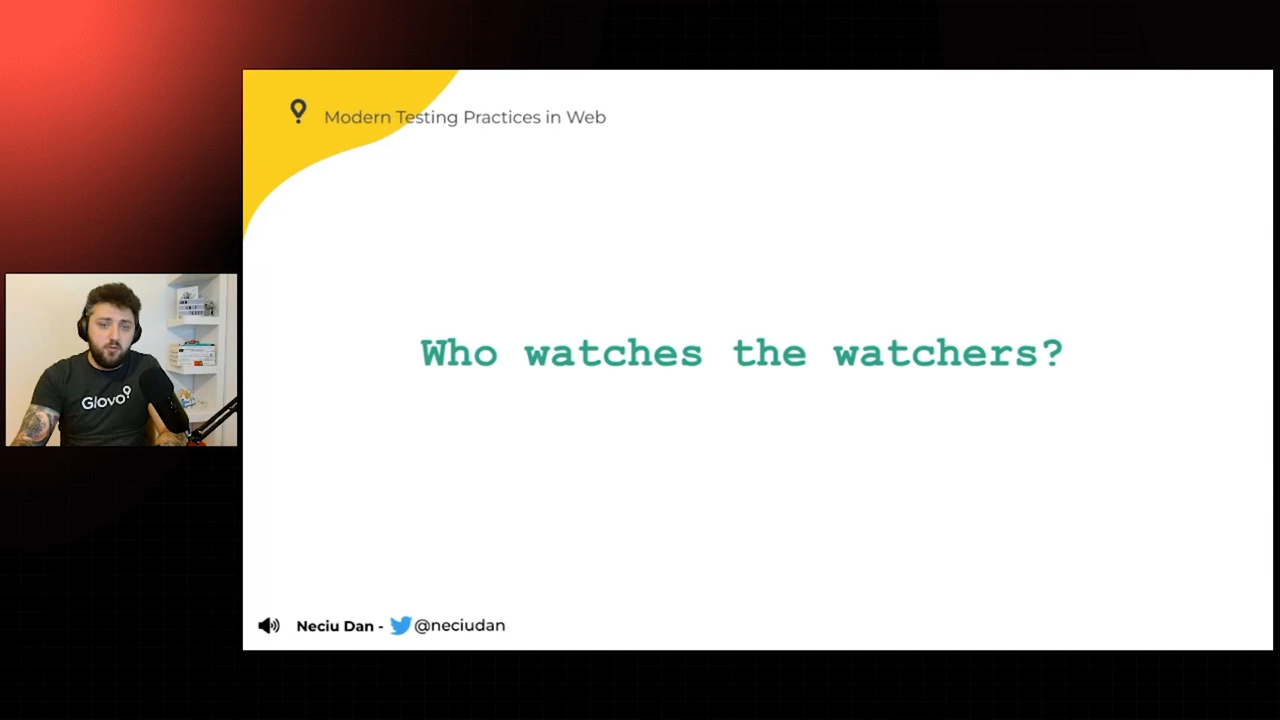 Modern Testing Practices in Web
Glovo
Who watches the watchers?
Neciu Dan - @neciudan